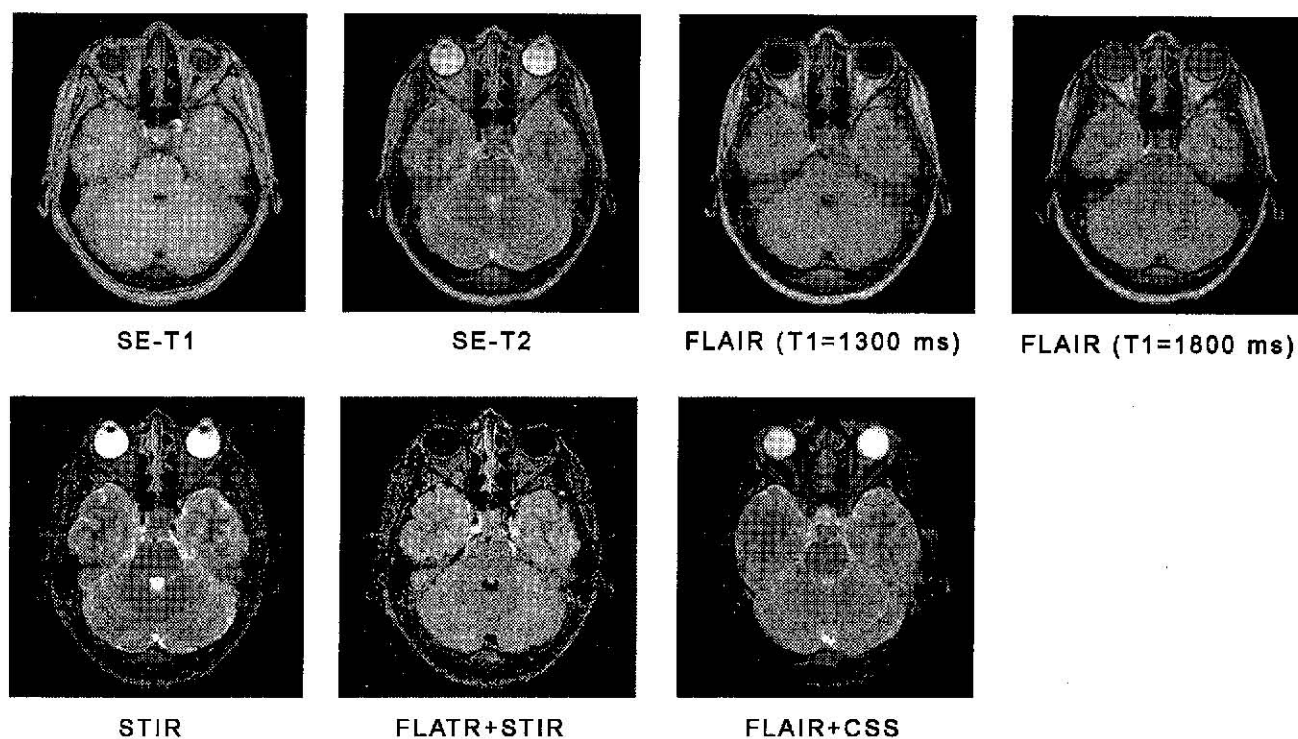 SE-T1
SE-T2
FLAIR (T1=1300 ms)
FLAIR (T1=1800 ms)
STIR
FLATR+STIR
FLAIR+CSS